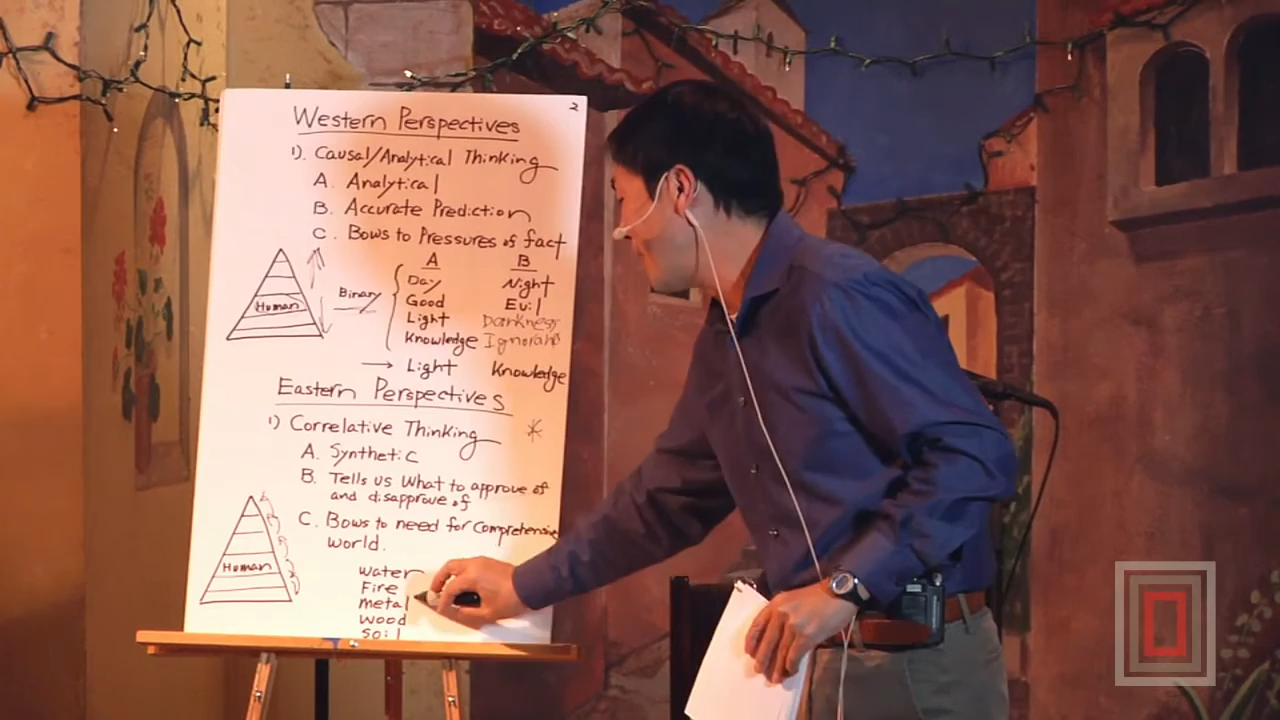 2
Western Perspectives
1). Causal/Analytical Thinking
A. Analytical
B. Accurate Prediction
C. Bows to Pressures of fact
A B
Day Night
Good Evil
Light Darkness
Knowledge
Human
Binary
→ Light Knowledge
Eastern Perspectives
1) Correlative Thinking *
A. Synthetic
B. Tells us What to approve of
and disapprove of
C. Bows to need for Comprehensive
world.
Human
Water
Fire
Metal
Wood
Soil